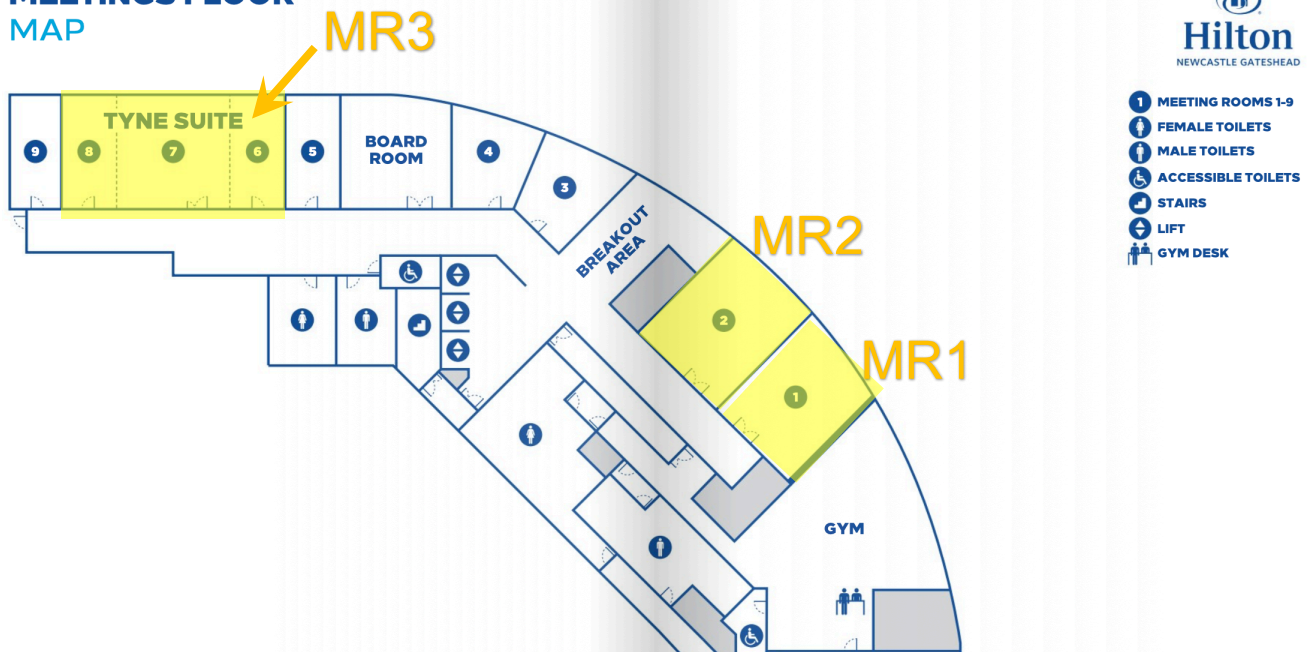 MEETINGS FLOOR
MAP
MR3
Hilton
NEWCASTLE GATESHEAD
1 MEETING ROOMS 1-9
FEMALE TOILETS
MALE TOILETS
ACCESSIBLE TOILETS
STAIRS
LIFT
GYM DESK
TYNE SUITE
9
8
7
6
5
BOARD
ROOM
4
3
BREAKOUT
AREA
MR2
2
MR1
1
GYM